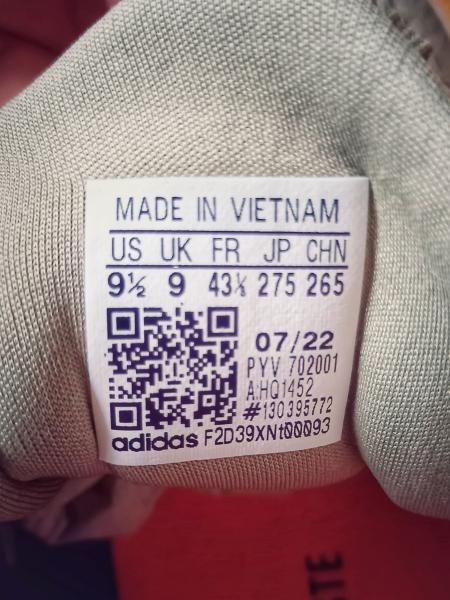 MADE IN VIETNAM
US UK FR JP CHN
9½ 9 43⅓ 275 265
07/22
PYV 702001
A:HQ1452
#130395772
adidas F2D39XNt00093
STE